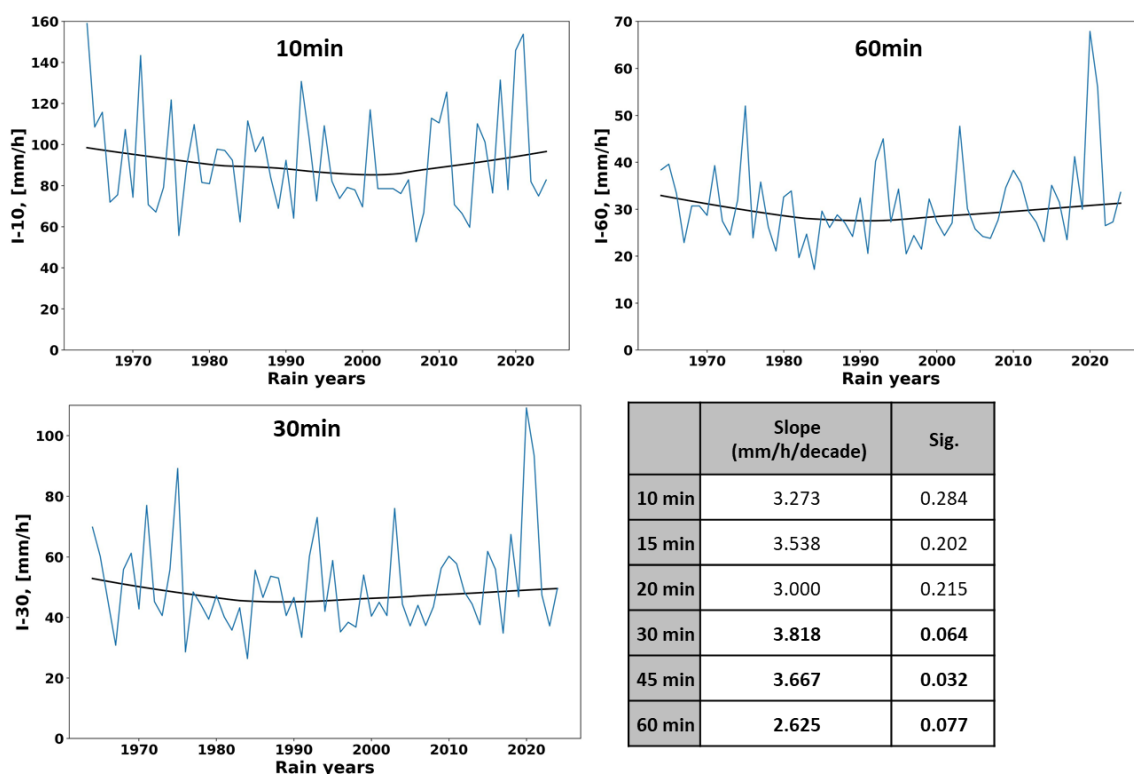 10min
I-10, [mm/h]
160
140
120
100
80
60
40
20
0
1970 1980 1990 2000 2010 2020
Rain years
60min
I-60, [mm/h]
70
60
50
40
30
20
10
0
1970 1980 1990 2000 2010 2020
Rain years
30min
I-30, [mm/h]
100
80
60
40
20
0
1970 1980 1990 2000 2010 2020
Rain years
Slope
(mm/h/decade) Sig.
10 min 3.273 0.284
15 min 3.538 0.202
20 min 3.000 0.215
30 min 3.818 0.064
45 min 3.667 0.032
60 min 2.625 0.077